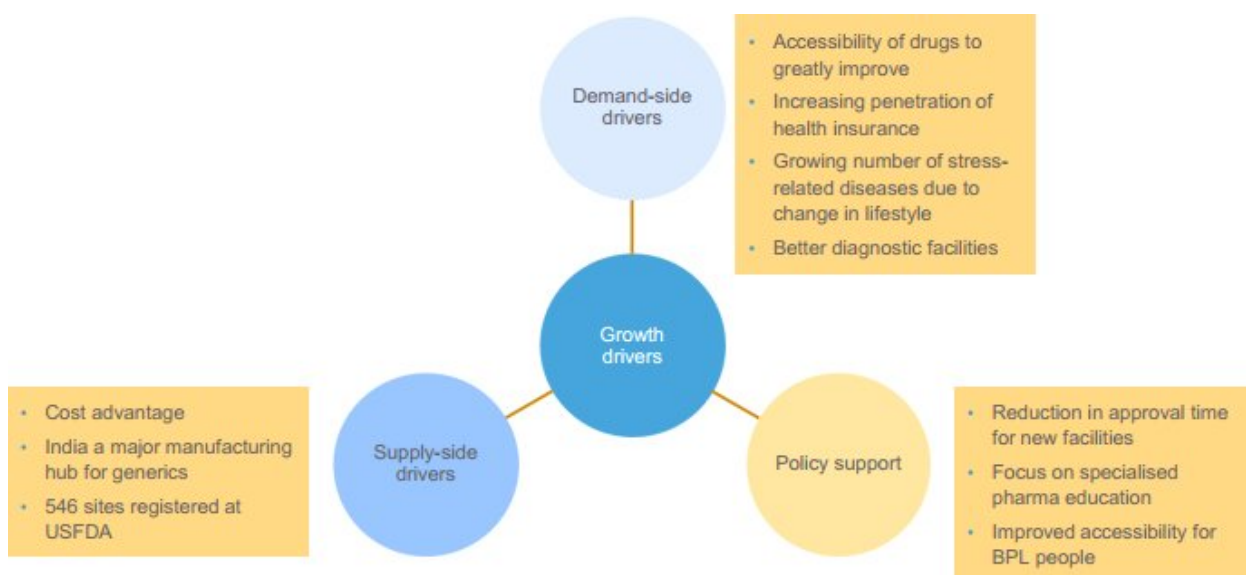 Demand-side
drivers
• Accessibility of drugs to
greatly improve
• Increasing penetration of
health insurance
• Growing number of stress-
related diseases due to
change in lifestyle
• Better diagnostic facilities
Growth
drivers
• Cost advantage
• India a major manufacturing
hub for generics
• 546 sites registered at
USFDA
Supply-side
drivers
Policy support
• Reduction in approval time
for new facilities
• Focus on specialised
pharma education
• Improved accessibility for
BPL people